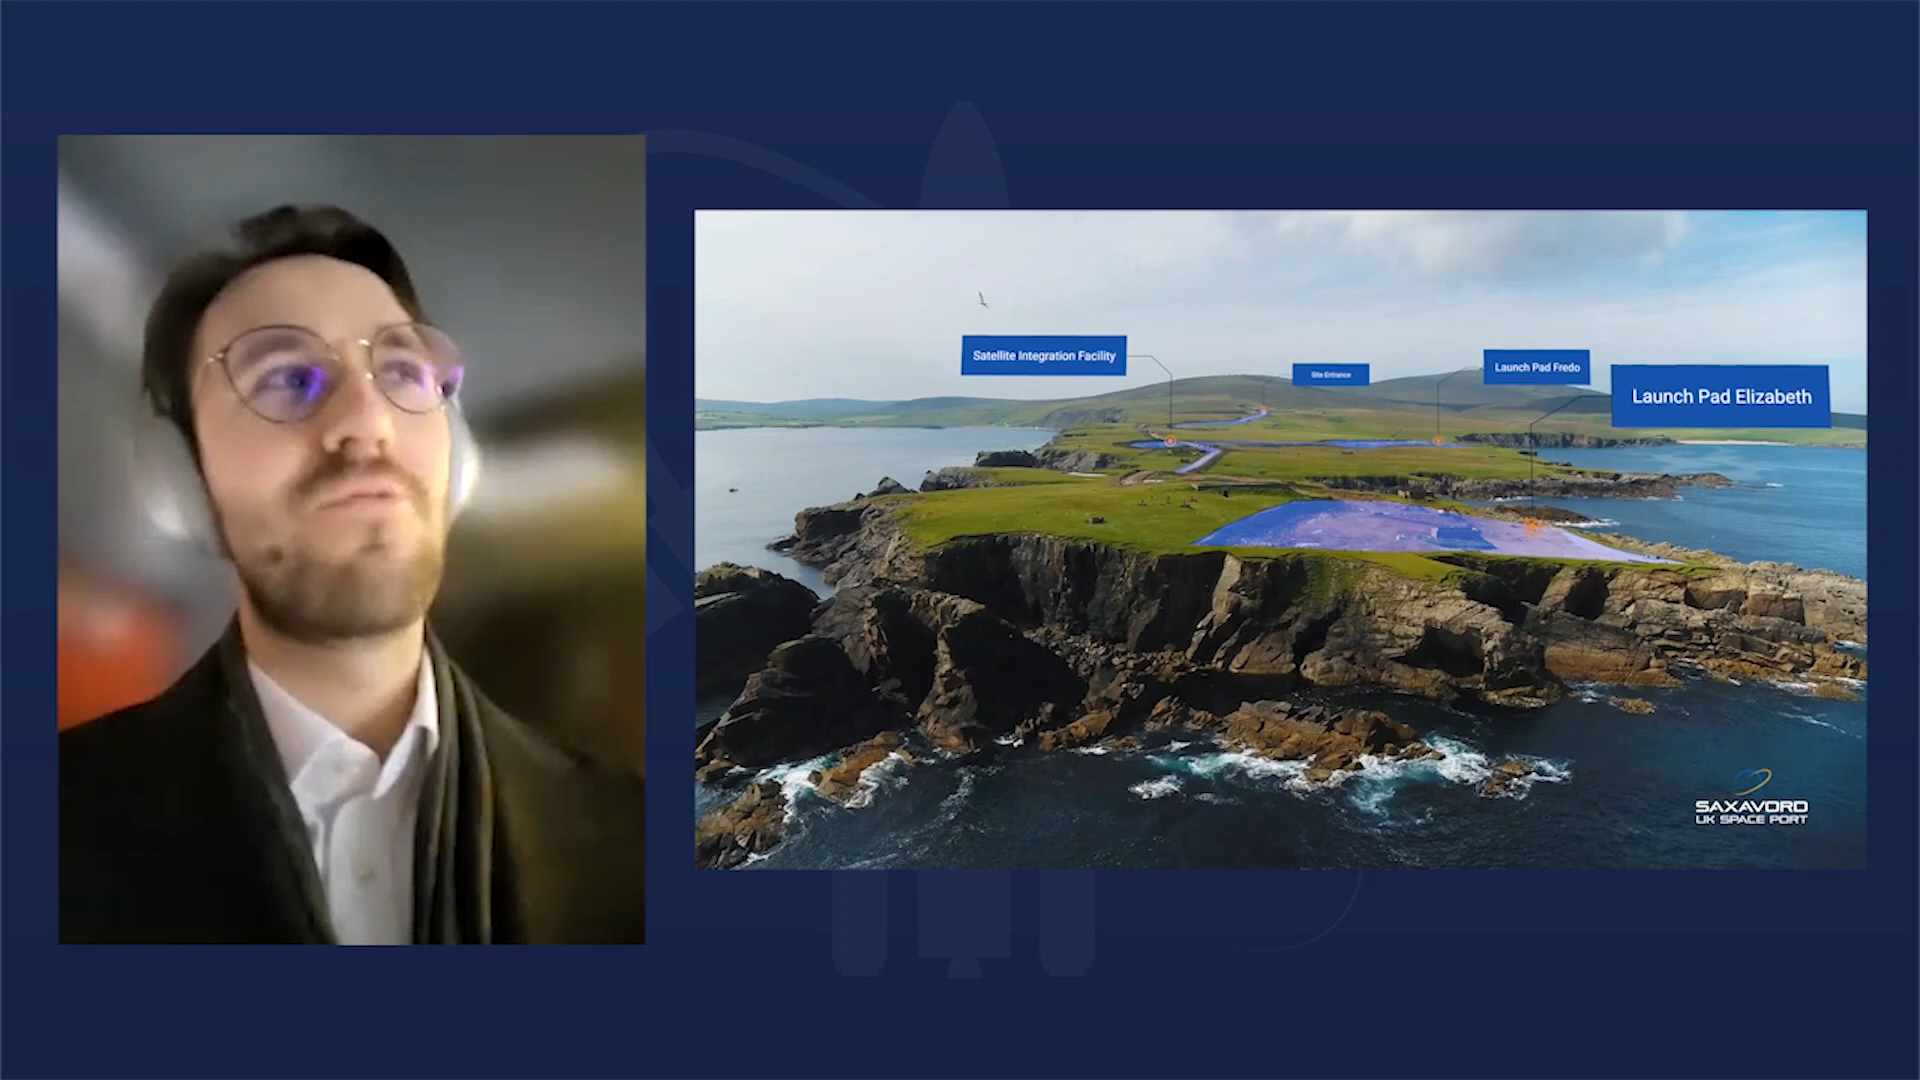 Satellite Integration Facility
Site Entrance
Launch Pad Fredo
Launch Pad Elizabeth
SAXAVORD
UK SPACE PORT